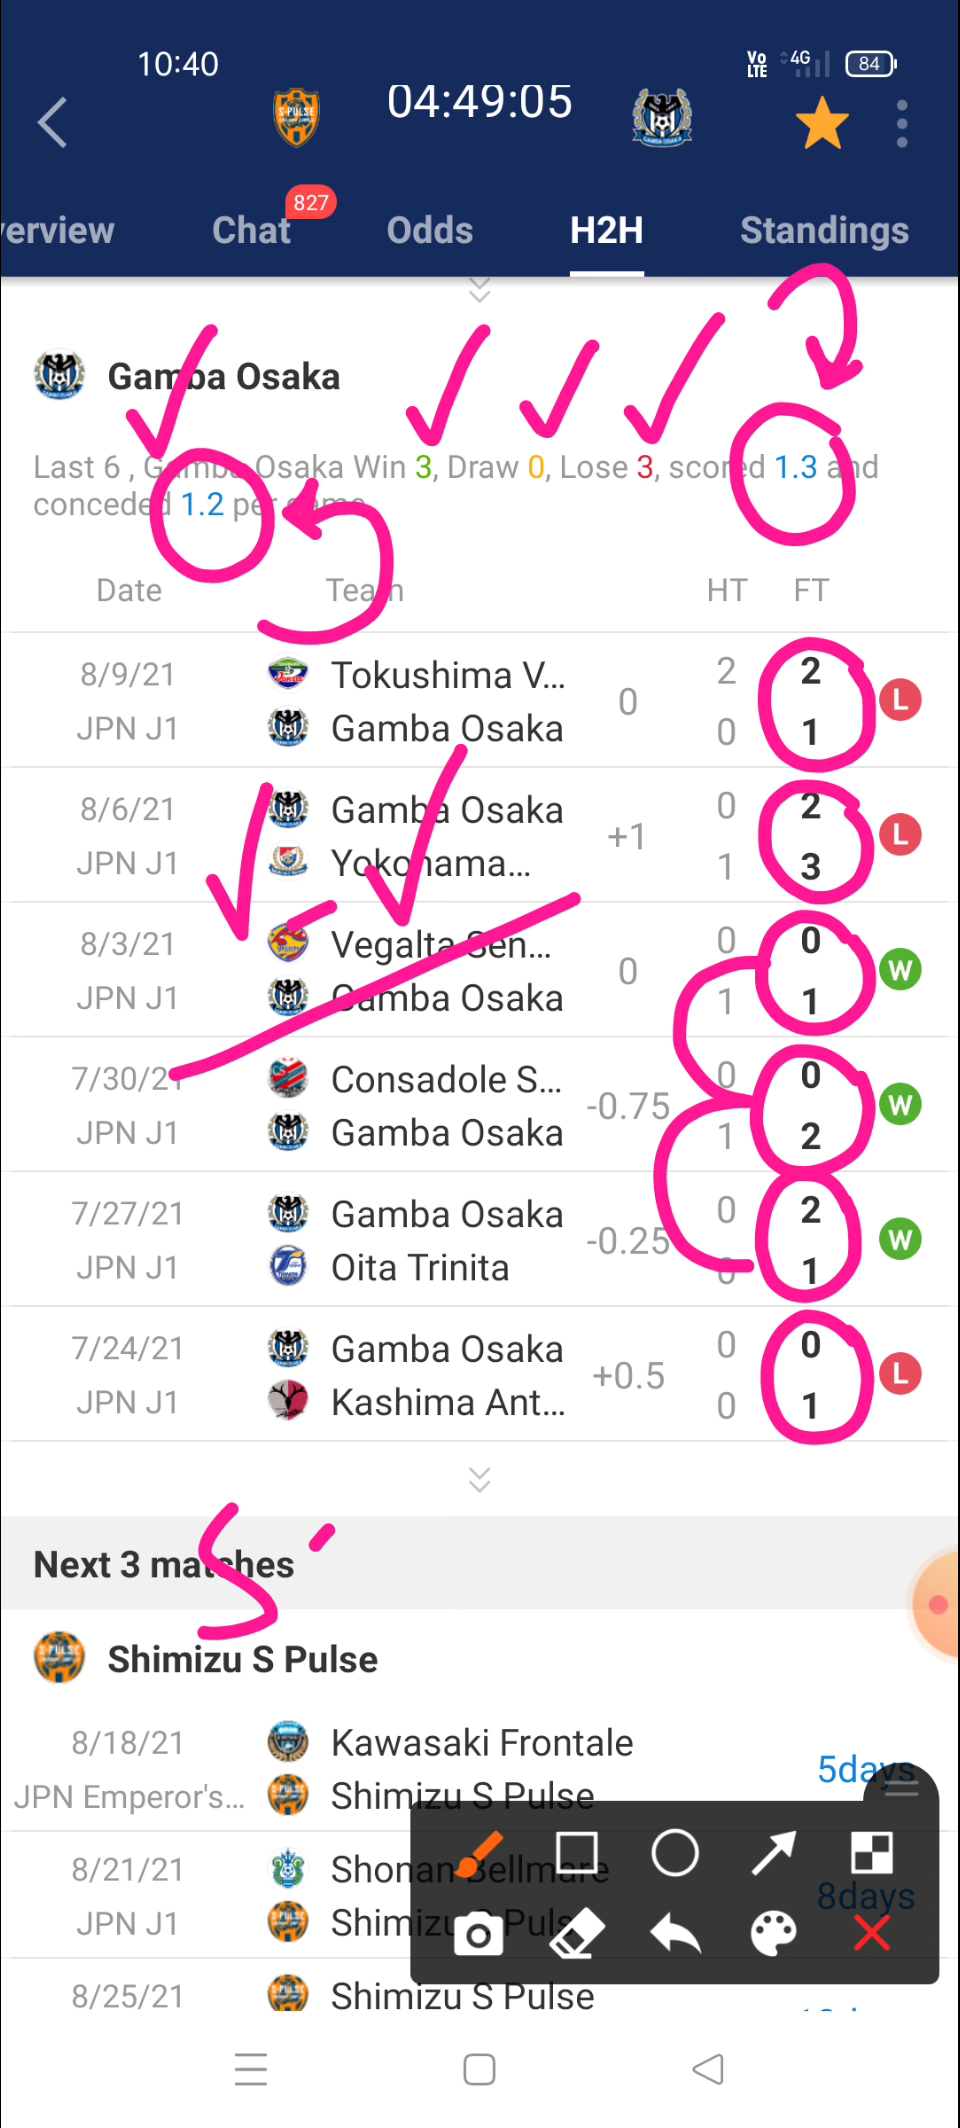 10:40
Vo LTE 4G 84
04:49:05
verview Chat 827 Odds H2H Standings
Gamba Osaka
Last 6 , Gamba Osaka Win 3, Draw 0, Lose 3, scored 1.3 and
conceded 1.2 per game
Date Team HT FT
8/9/21 Tokushima V... 2 2
0 L
JPN J1 Gamba Osaka 0 1
8/6/21 Gamba Osaka 0 2
+1 L
JPN J1 Yokohama... 1 3
8/3/21 Vegalta Sen... 0 0
0 W
JPN J1 Gamba Osaka 1 1
7/30/21 Consadole S... 0 0
-0.75 W
JPN J1 Gamba Osaka 1 2
7/27/21 Gamba Osaka 0 2
-0.25 W
JPN J1 Oita Trinita 0 1
7/24/21 Gamba Osaka 0 0
+0.5 L
JPN J1 Kashima Ant... 0 1
Next 3 matches
Shimizu S Pulse
8/18/21 Kawasaki Frontale
5days
JPN Emperor's... Shimizu S Pulse
8/21/21 Shonan Bellmare
8days
JPN J1 Shimizu S Pulse
8/25/21 Shimizu S Pulse